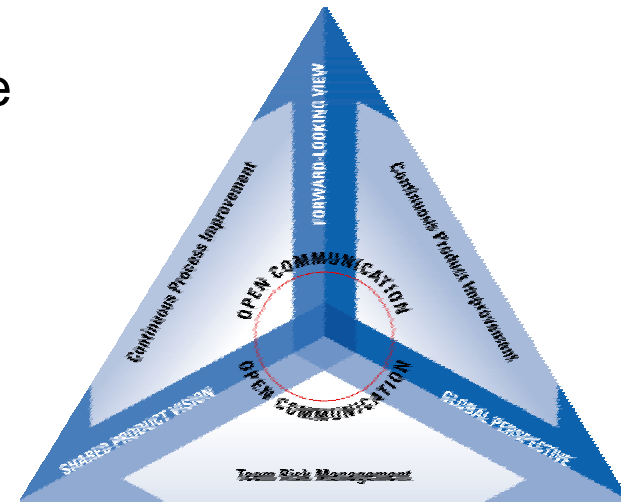 e
FORWARD-LOOKING VIEW
Continuous Process Improvement
Continuous Product Improvement
OPEN COMMUNICATION
OPEN COMMUNICATION
SHARED PRODUCT VISION
GLOBAL PERSPECTIVE
Team Risk Management